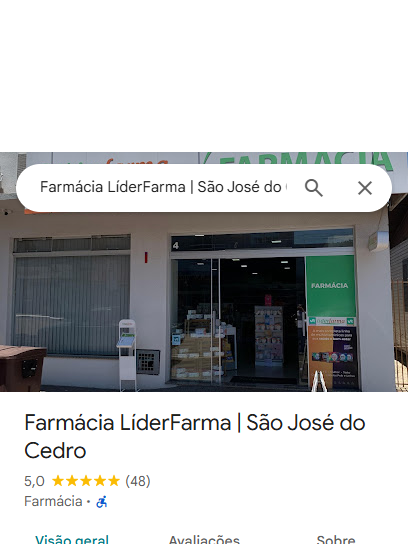 FARMÁCIA
Farmácia LíderFarma | São José do
4
FARMÁCIA
Farmácia LíderFarma | São José do
Cedro
5,0 (48)
Farmácia •
Visão geral Avaliações Sobre